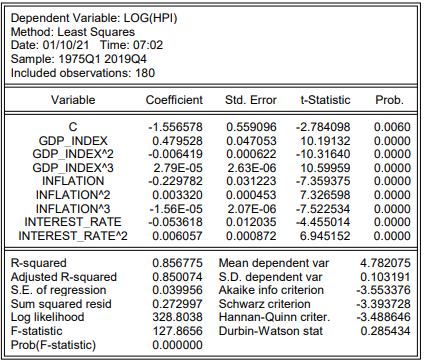 Dependent Variable: LOG(HPI)
Method: Least Squares
Date: 01/10/21 Time: 07:02
Sample: 1975Q1 2019Q4
Included observations: 180
Variable Coefficient Std. Error t-Statistic Prob.
C -1.556578 0.559096 -2.784098 0.0060
GDP_INDEX 0.479528 0.047053 10.19132 0.0000
GDP_INDEX^2 -0.006419 0.000622 -10.31640 0.0000
GDP_INDEX^3 2.79E-05 2.63E-06 10.59959 0.0000
INFLATION -0.229782 0.031223 -7.359375 0.0000
INFLATION^2 0.003320 0.000453 7.326598 0.0000
INFLATION^3 -1.56E-05 2.07E-06 -7.522534 0.0000
INTEREST_RATE -0.053618 0.012035 -4.455014 0.0000
INTEREST_RATE^2 0.006057 0.000872 6.945152 0.0000
R-squared 0.856775 Mean dependent var 4.782075
Adjusted R-squared 0.850074 S.D. dependent var 0.103191
S.E. of regression 0.039956 Akaike info criterion -3.553376
Sum squared resid 0.272997 Schwarz criterion -3.393728
Log likelihood 328.8038 Hannan-Quinn criter. -3.488646
F-statistic 127.8656 Durbin-Watson stat 0.285434
Prob(F-statistic) 0.000000